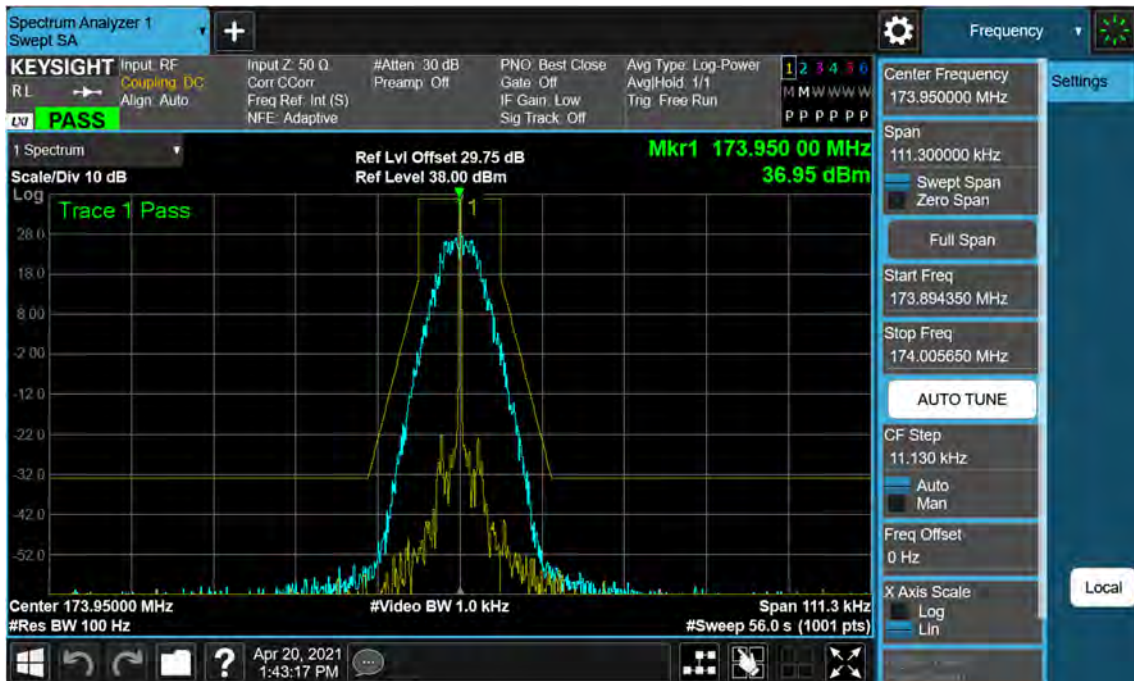 Spectrum Analyzer 1
Swept SA
+
Frequency
KEYSIGHT
RL
LXI PASS
Input: RF
Coupling: DC
Align: Auto
Input Z: 50 Ω
Corr CCorr
Freq Ref: Int (S)
NFE: Adaptive
#Atten: 30 dB
Preamp: Off
PNO: Best Close
Gate: Off
IF Gain: Low
Sig Track: Off
Avg Type: Log-Power
Avg|Hold: 1/1
Trig: Free Run
1 2 3 4 5 6
M M W W W W
P P P P P P
1 Spectrum
Scale/Div 10 dB
Ref Lvl Offset 29.75 dB
Ref Level 38.00 dBm
Mkr1 173.950 00 MHz
36.95 dBm
Log
Trace 1 Pass
1
28.0
18.0
8.00
-2.00
-12.0
-22.0
-32.0
-42.0
-52.0
Center 173.95000 MHz
#Video BW 1.0 kHz
Span 111.3 kHz
#Res BW 100 Hz
#Sweep 56.0 s (1001 pts)
Center Frequency
173.950000 MHz
Settings
Span
111.300000 kHz
Swept Span
Zero Span
Full Span
Start Freq
173.894350 MHz
Stop Freq
174.005650 MHz
AUTO TUNE
CF Step
11.130 kHz
Auto
Man
Freq Offset
0 Hz
X Axis Scale
Log
Lin
Local
?
Apr 20, 2021
1:43:17 PM